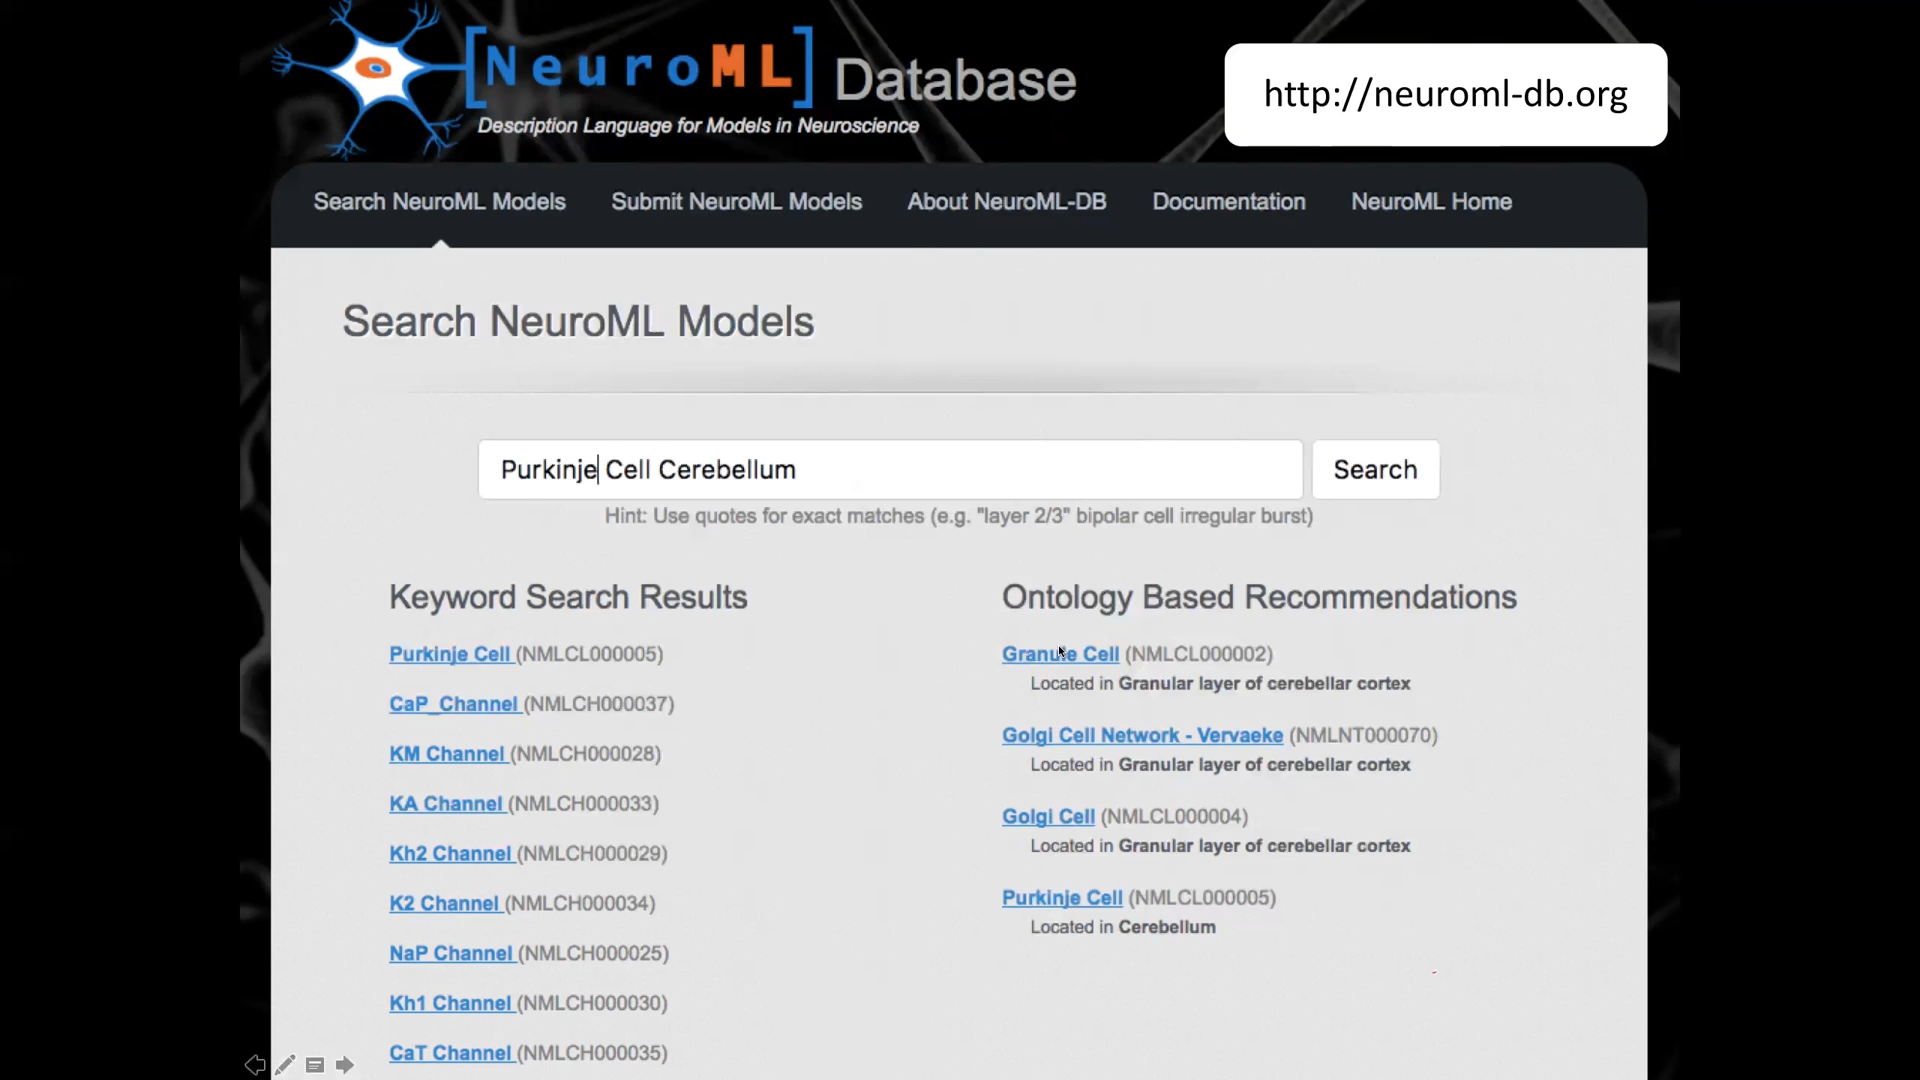 [NeuroML] Database
Description Language for Models in Neuroscience
http://neuroml-db.org
Search NeuroML Models
Submit NeuroML Models
About NeuroML-DB
Documentation
NeuroML Home
Search NeuroML Models
Purkinje Cell Cerebellum
Search
Hint: Use quotes for exact matches (e.g. "layer 2/3" bipolar cell irregular burst)
Keyword Search Results
Purkinje Cell (NMLCL000005)
CaP_Channel (NMLCH000037)
KM Channel (NMLCH000028)
KA Channel (NMLCH000033)
Kh2 Channel (NMLCH000029)
K2 Channel (NMLCH000034)
NaP Channel (NMLCH000025)
Kh1 Channel (NMLCH000030)
CaT Channel (NMLCH000035)
Ontology Based Recommendations
Granule Cell (NMLCL000002)
Located in Granular layer of cerebellar cortex
Golgi Cell Network - Vervaeke (NMLNT000070)
Located in Granular layer of cerebellar cortex
Golgi Cell (NMLCL000004)
Located in Granular layer of cerebellar cortex
Purkinje Cell (NMLCL000005)
Located in Cerebellum